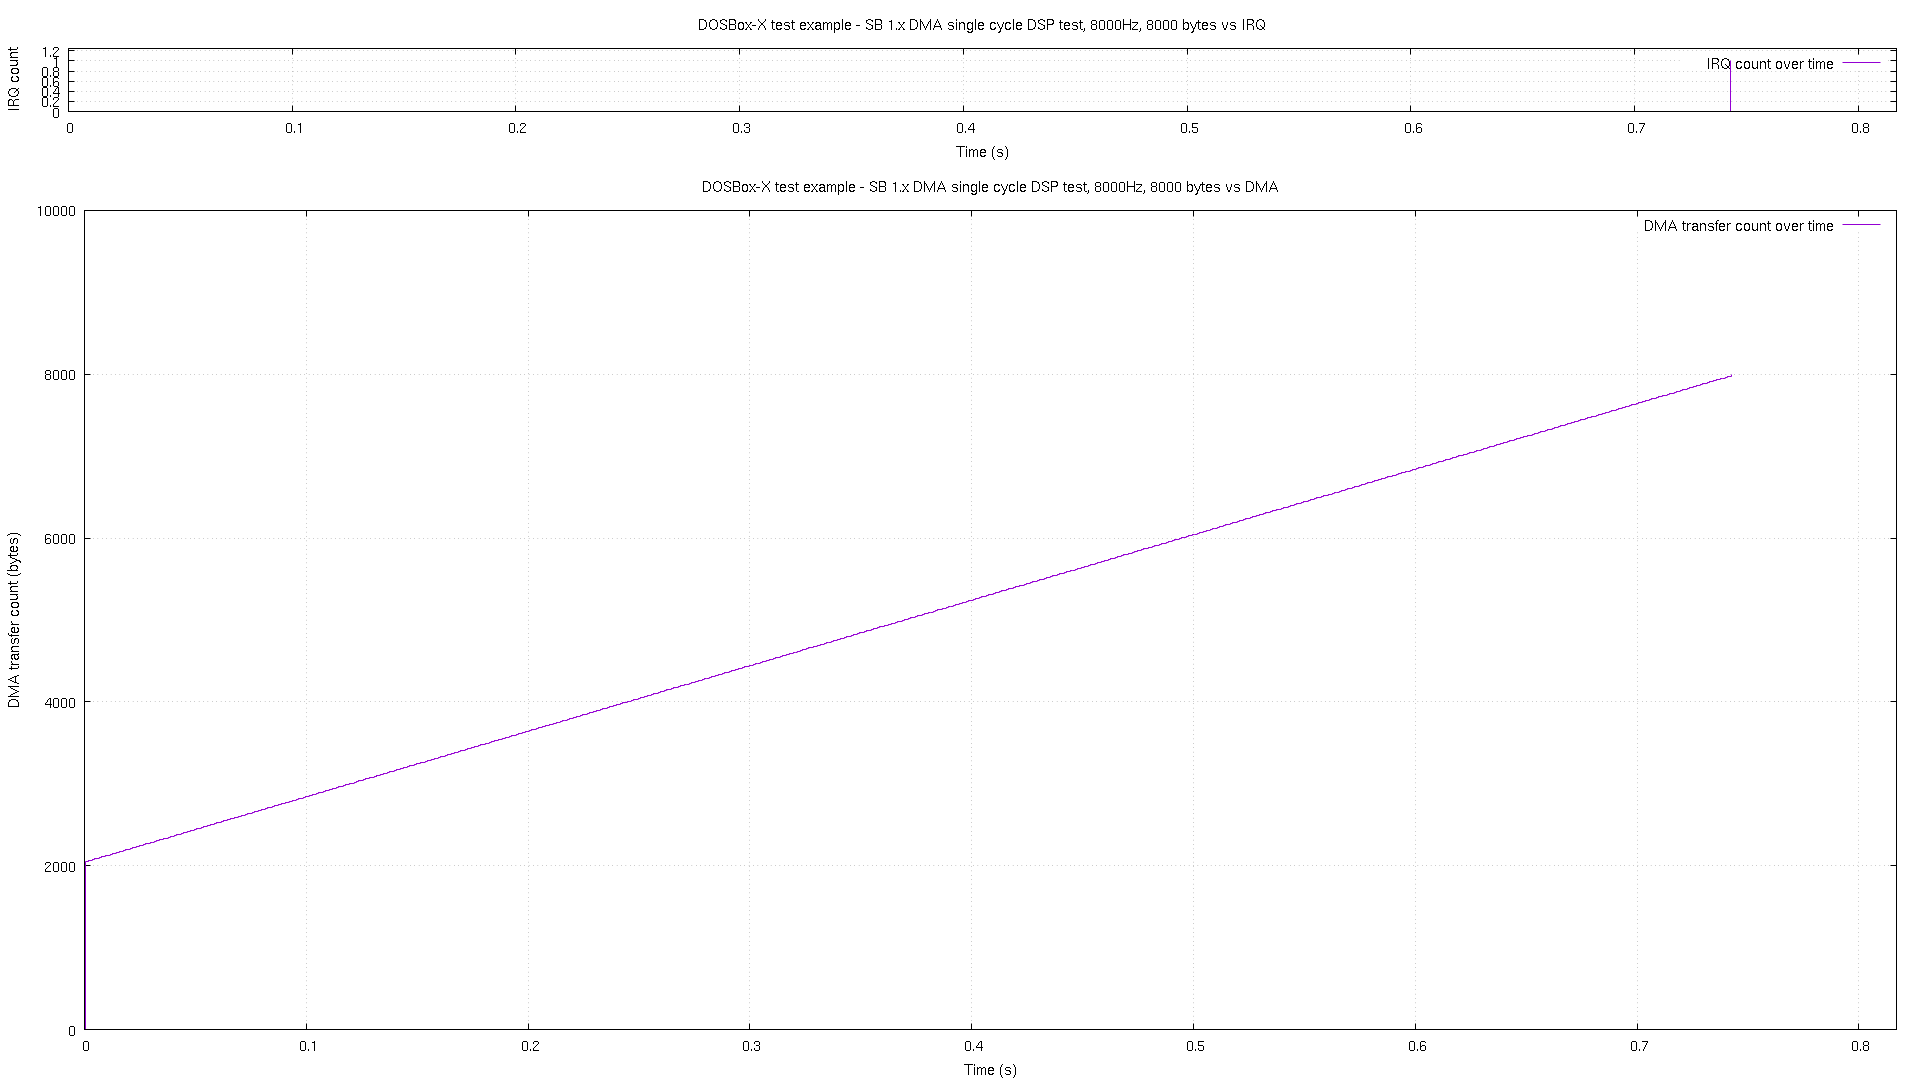 DOSBox-X test example - SB 1.x DMA single cycle DSP test, 8000Hz, 8000 bytes vs IRQ
IRQ count
1.2
1
0.8
0.6
0.4
0.2
0
IRQ count over time
0 0.1 0.2 0.3 0.4 0.5 0.6 0.7 0.8
Time (s)
DOSBox-X test example - SB 1.x DMA single cycle DSP test, 8000Hz, 8000 bytes vs DMA
DMA transfer count (bytes)
10000
8000
6000
4000
2000
0
DMA transfer count over time
0 0.1 0.2 0.3 0.4 0.5 0.6 0.7 0.8
Time (s)